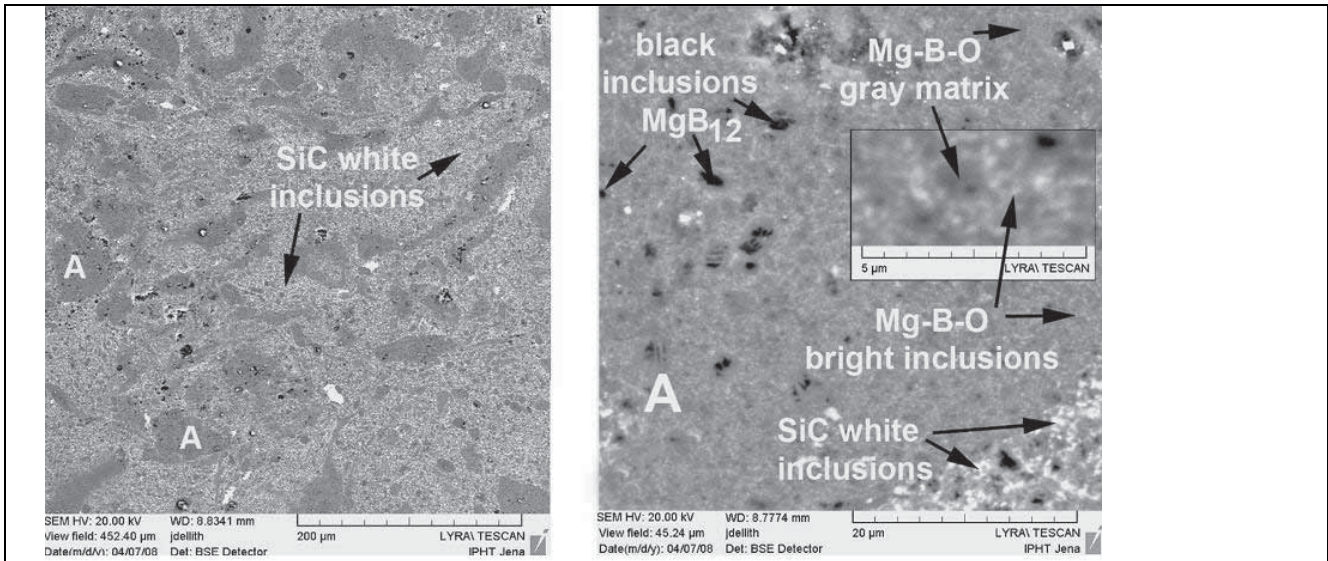 SiC white
inclusions
A
A
SEM HV: 20.00 kV WD: 8.8341 mm
View field: 452.40 µm jdellith 200 µm LYRA\ TESCAN
Date(m/d/y): 04/07/08 Det: BSE Detector IPHT Jena
black
inclusions
MgB12
Mg-B-O
gray matrix
5 µm LYRA\ TESCAN
Mg-B-O
bright inclusions
A
SiC white
inclusions
SEM HV: 20.00 kV WD: 8.7774 mm
View field: 45.24 µm jdellith 20 µm LYRA\ TESCAN
Date(m/d/y): 04/07/08 Det: BSE Detector IPHT Jena